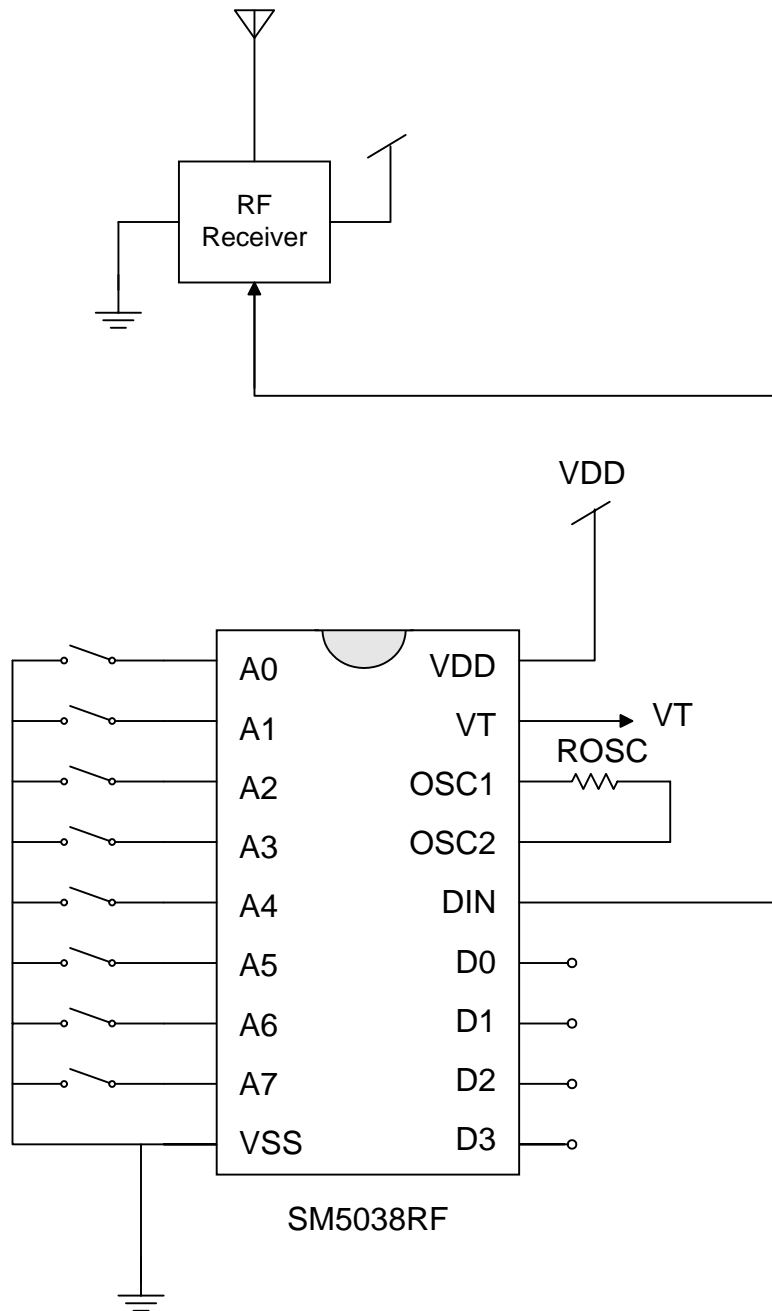 RF
Receiver
VDD
A0
VDD
A1
VT
VT
ROSC
A2
OSC1
A3
OSC2
A4
DIN
A5
D0
A6
D1
A7
D2
VSS
D3
SM5038RF